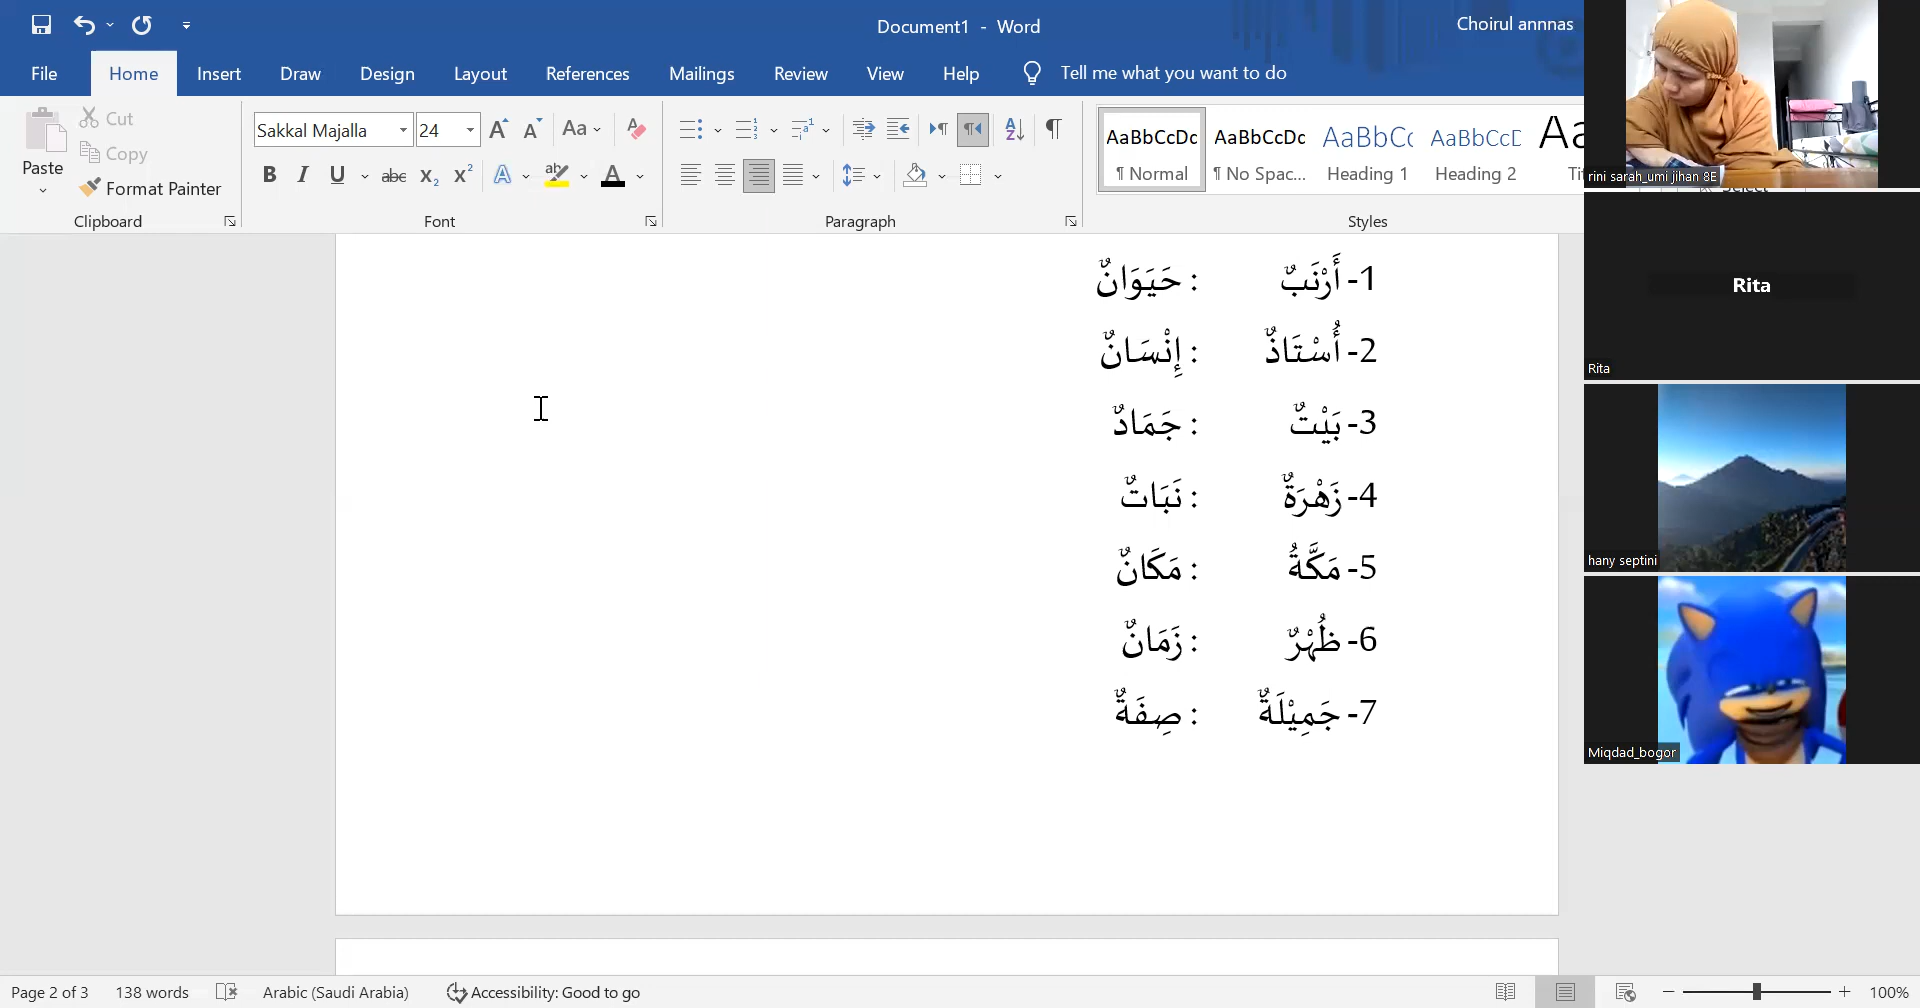 Document1 - Word
Choirul annnas
File Home Insert Draw Design Layout References Mailings Review View Help Tell me what you want to do
Paste
Cut
Copy
Format Painter
Clipboard
Sakkal Majalla 24
Font
Paragraph
AaBbCcDc AaBbCcDc AaBbCc AaBbCcD Aa
¶ Normal ¶ No Spac... Heading 1 Heading 2
Styles
Select
rini sarah_umi jihan 8E
Rita
Rita
hany septini
Miqdad_bogor
1- أَرْنَبٌ : حَيَوَانٌ
2- أُسْتَاذٌ : إِنْسَانٌ
3- بَيْتٌ : جَمَادٌ
4- زَهْرَةٌ : نَبَاتٌ
5- مَكَّةُ : مَكَانٌ
6- ظُهْرٌ : زَمَانٌ
7- جَمِيْلَةٌ : صِفَةٌ
Page 2 of 3 138 words Arabic (Saudi Arabia) Accessibility: Good to go 100%